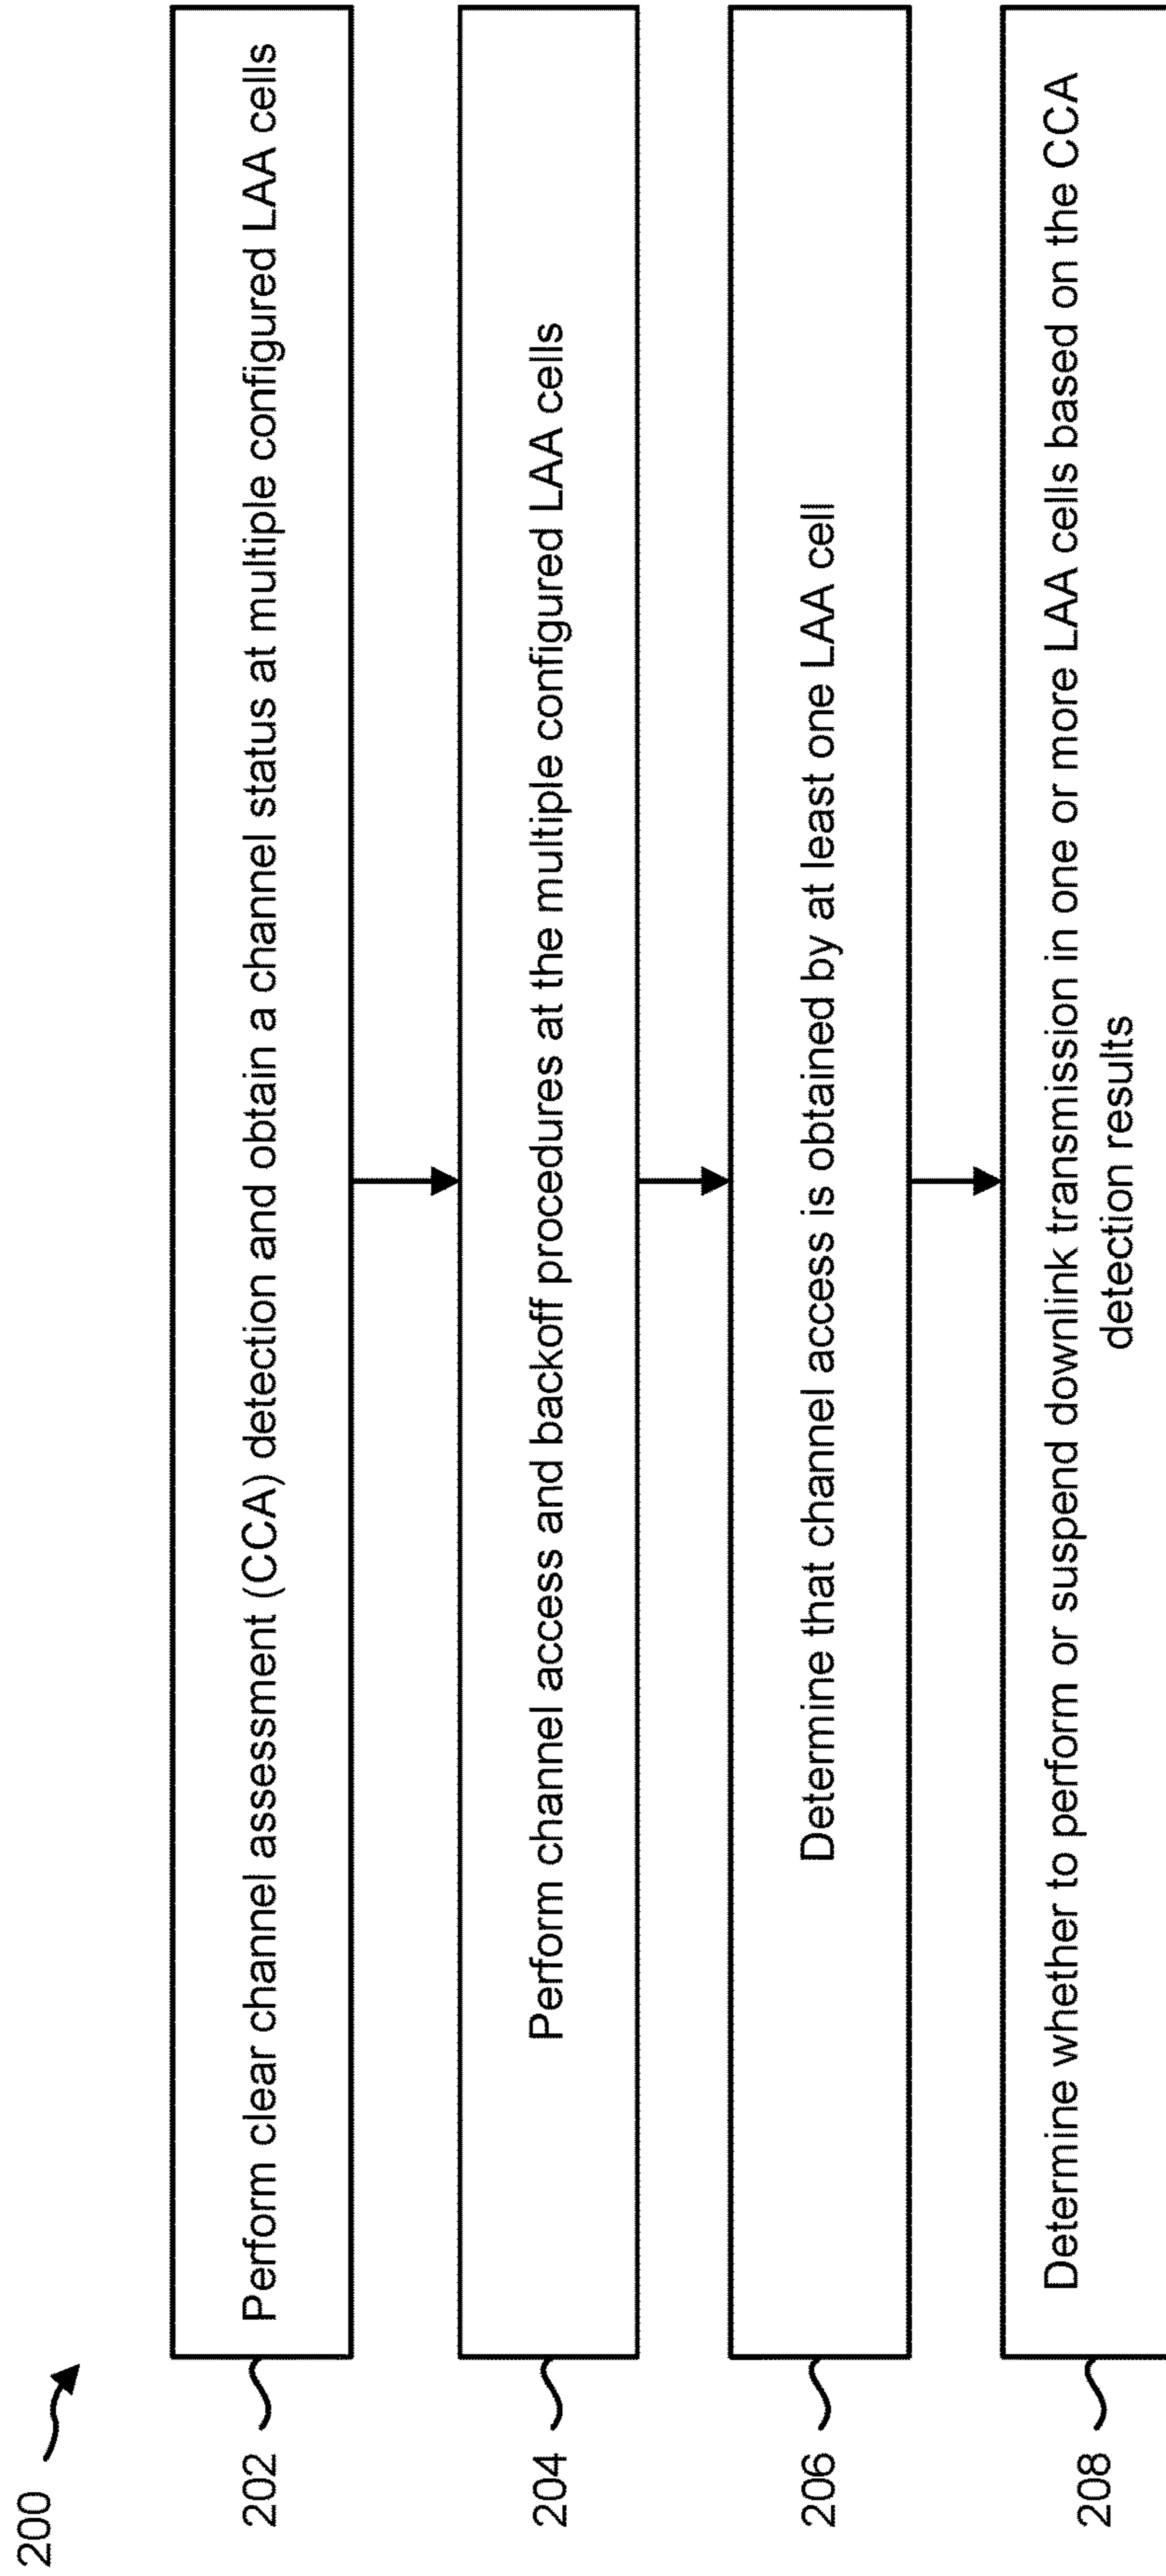 200
202
Perform clear channel assessment (CCA) detection and obtain a channel status at multiple configured LAA cells
204
Perform channel access and backoff procedures at the multiple configured LAA cells
206
Determine that channel access is obtained by at least one LAA cell
208
Determine whether to perform or suspend downlink transmission in one or more LAA cells based on the CCA
detection results